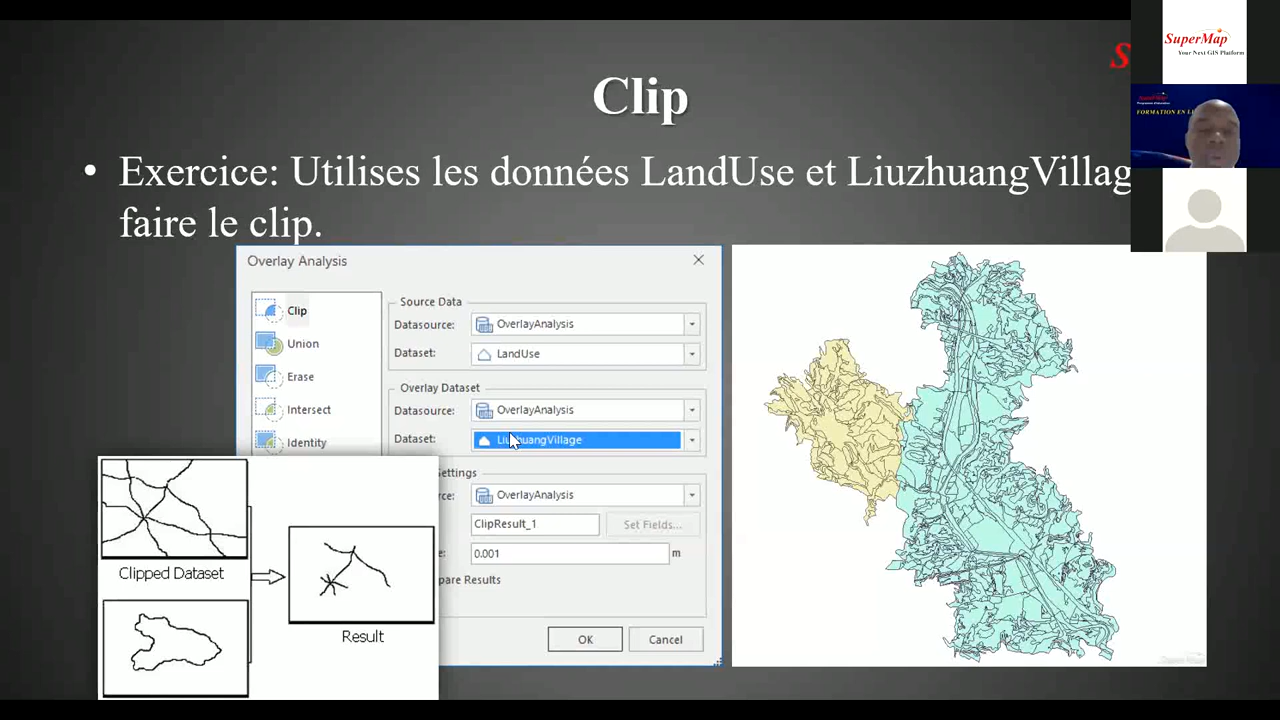 SuperMap
Your Next GIS Platform
Clip
• Exercice: Utilises les données LandUse et LiuzhuangVillag
faire le clip.
Overlay Analysis
Clip
Union
Erase
Intersect
Identity
Source Data
Datasource: OverlayAnalysis
Dataset: LandUse
Overlay Dataset
Datasource: OverlayAnalysis
Dataset: LiuzhuangVillage
Settings
OverlayAnalysis
ClipResult_1
Set Fields...
0.001 m
pare Results
OK
Cancel
Clipped Dataset
Result